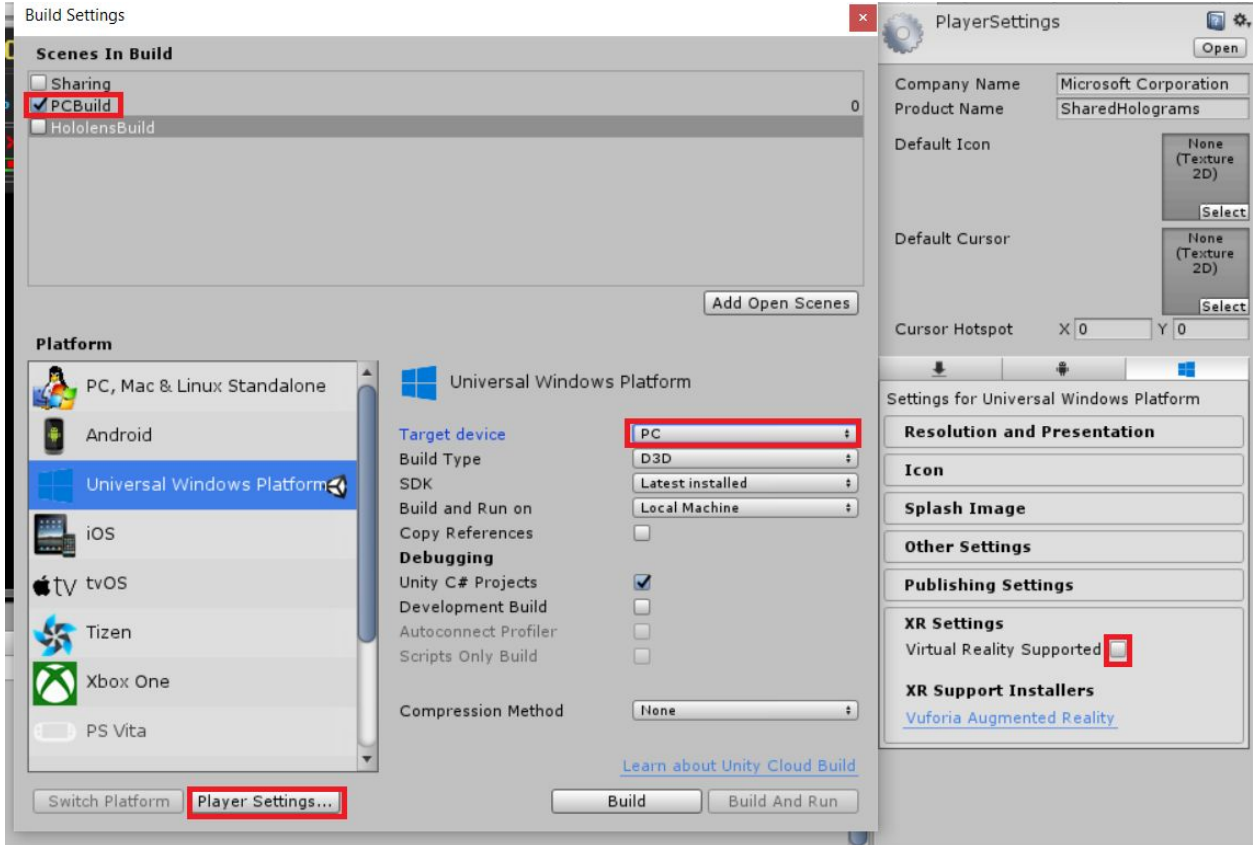 Build Settings
Scenes In Build
Sharing
PCBuild 0
HololensBuild
Add Open Scenes
Platform
PC, Mac & Linux Standalone
Android
Universal Windows Platform
iOS
tv tvOS
Tizen
Xbox One
PS Vita
Universal Windows Platform
Target device PC
Build Type D3D
SDK Latest installed
Build and Run on Local Machine
Copy References
Debugging
Unity C# Projects
Development Build
Autoconnect Profiler
Scripts Only Build
Compression Method None
Learn about Unity Cloud Build
Switch Platform Player Settings... Build Build And Run
PlayerSettings
Open
Company Name Microsoft Corporation
Product Name SharedHolograms
Default Icon
None
(Texture
2D)
Select
Default Cursor
None
(Texture
2D)
Select
Cursor Hotspot X 0 Y 0
Settings for Universal Windows Platform
Resolution and Presentation
Icon
Splash Image
Other Settings
Publishing Settings
XR Settings
Virtual Reality Supported
XR Support Installers
Vuforia Augmented Reality